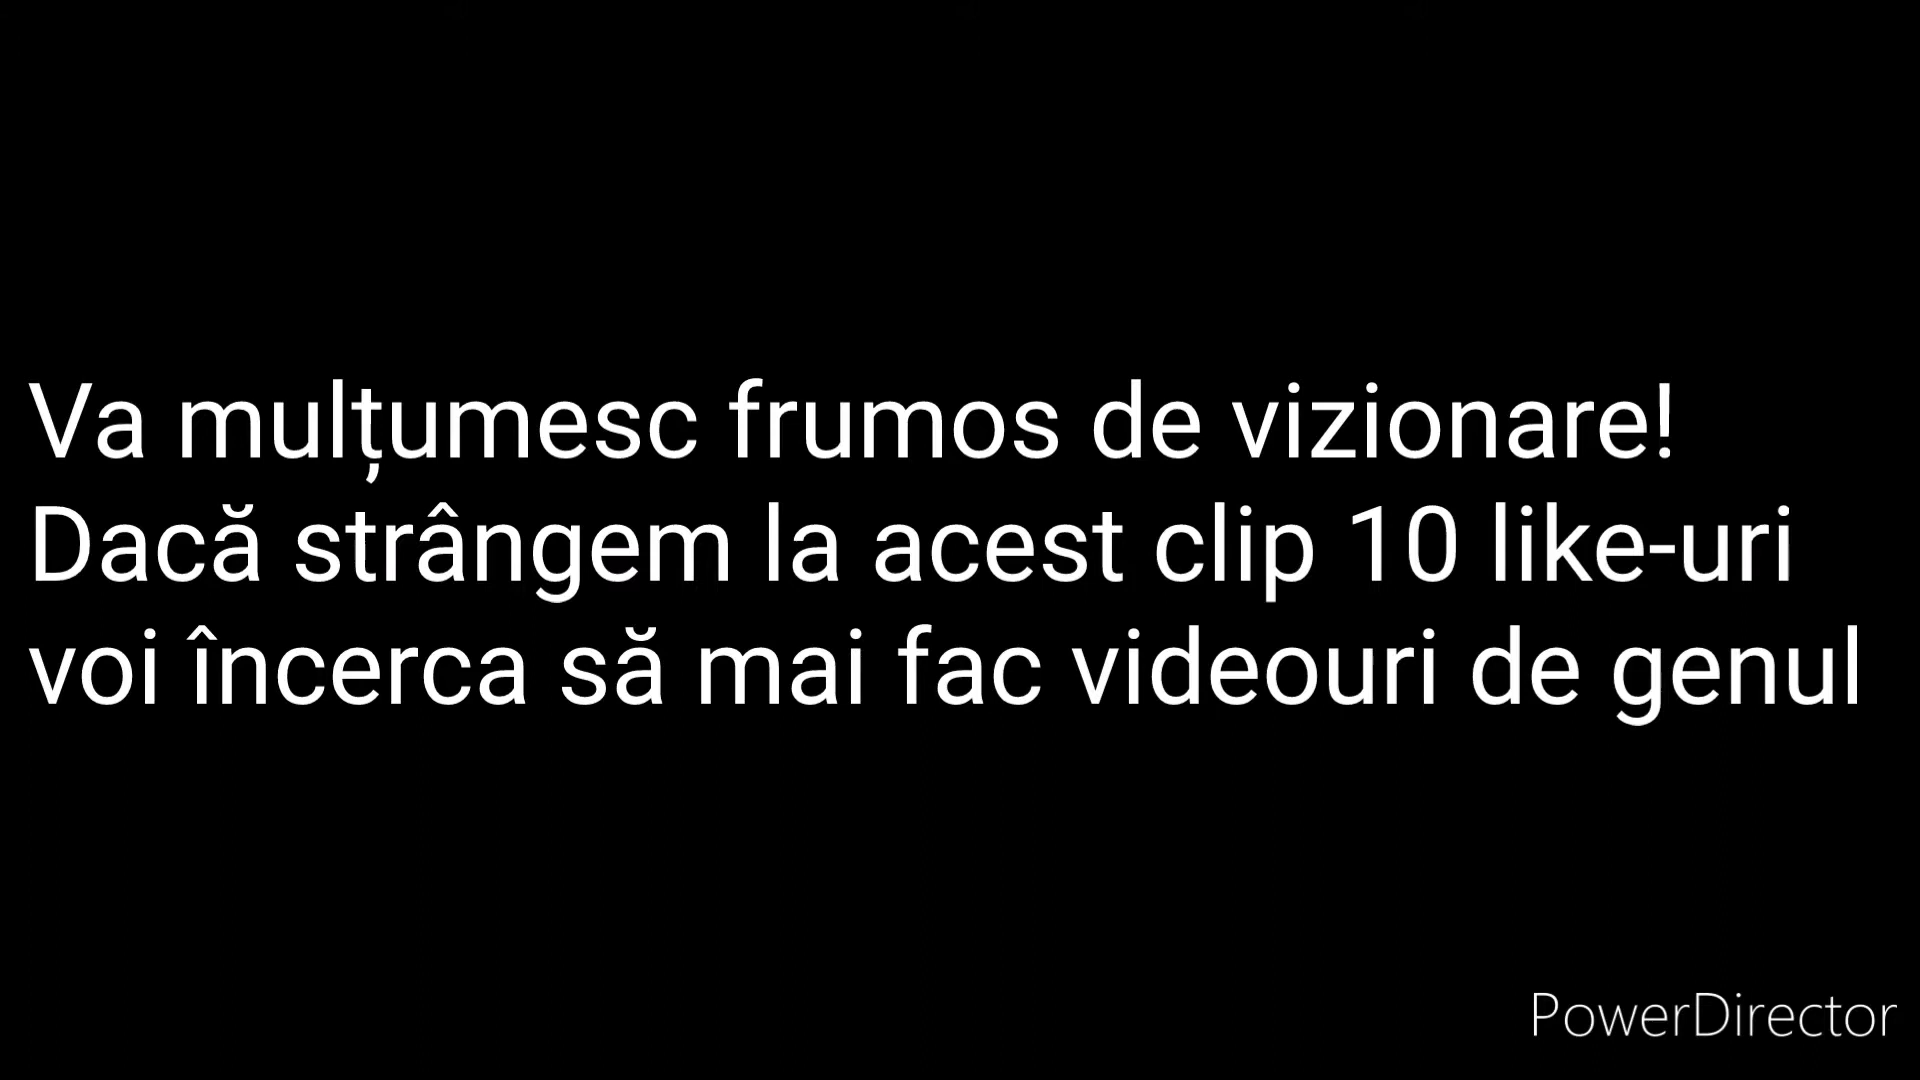 Va mulțumesc frumos de vizionare!
Dacă strângem la acest clip 10 like-uri
voi încerca să mai fac videouri de genul
PowerDirector